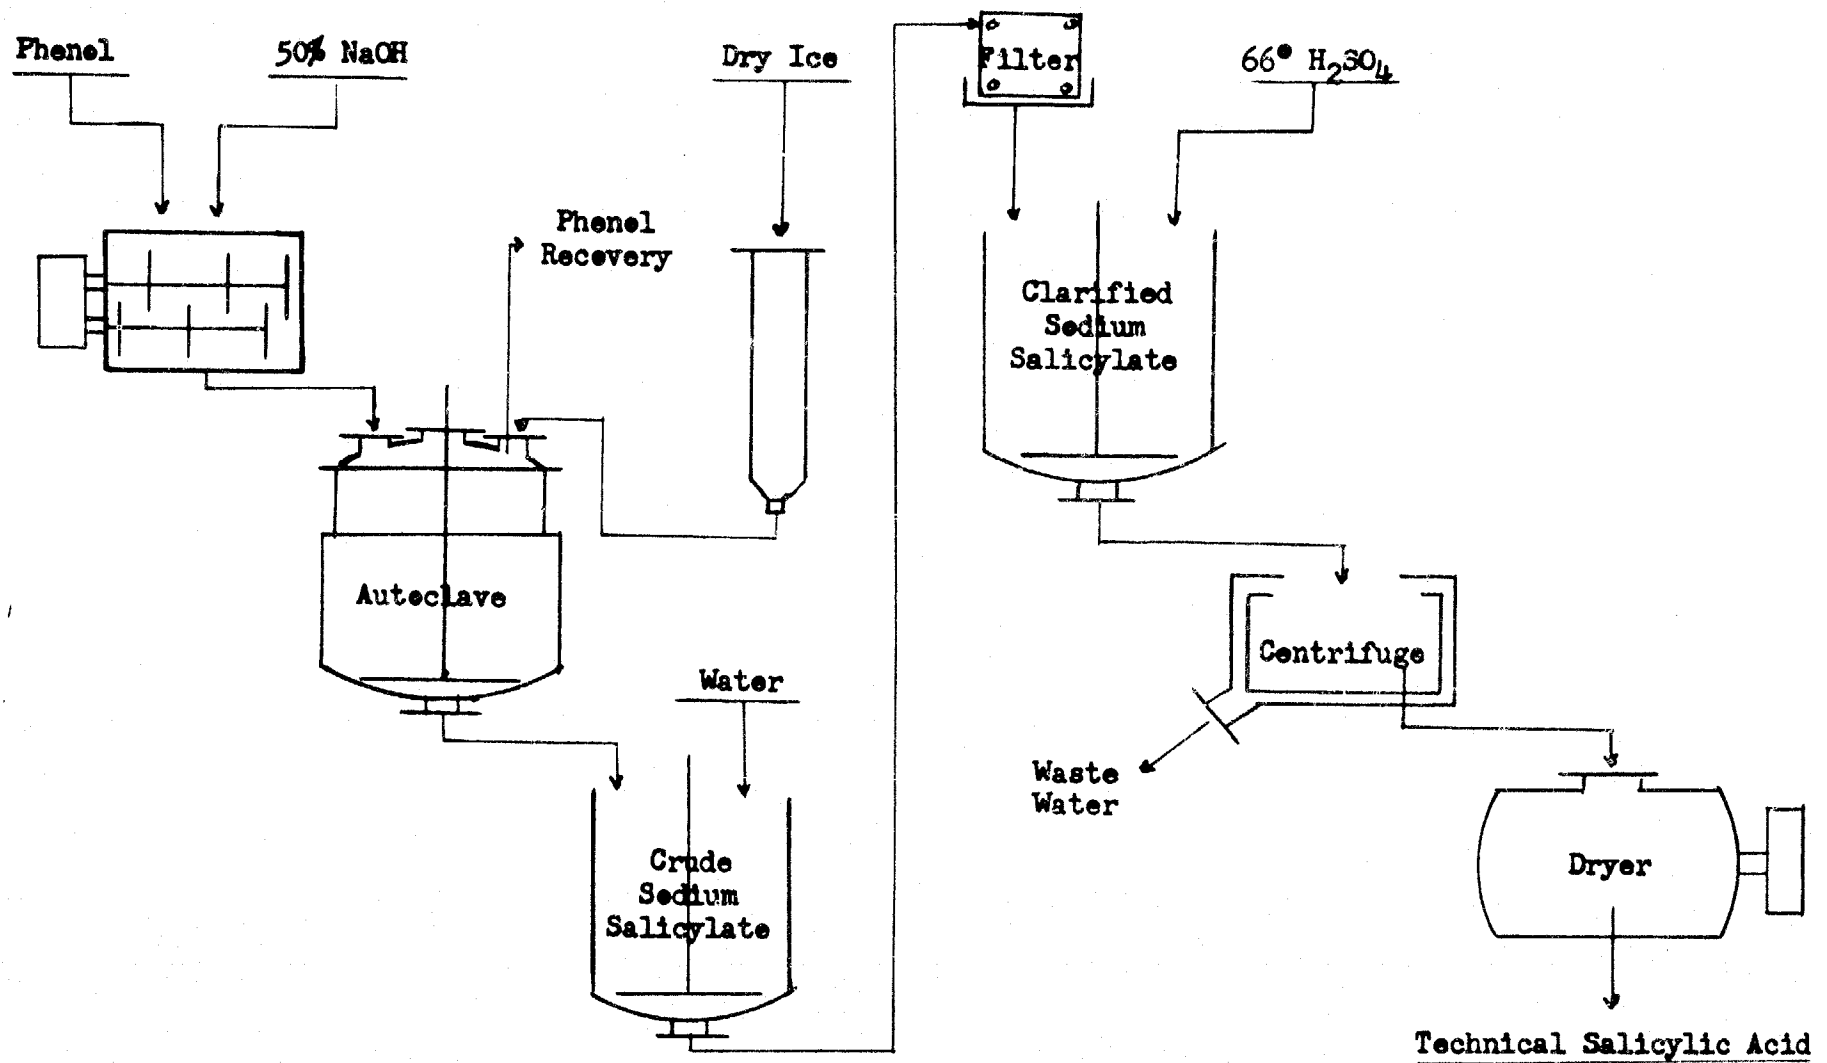 Phenol
50% NaOH
Dry Ice
Filter
66° H₂SO₄
Phenol
Recovery
Clarified
Sodium
Salicylate
Autoclave
Centrifuge
Water
Waste
Water
Crude
Sodium
Salicylate
Dryer
Technical Salicylic Acid